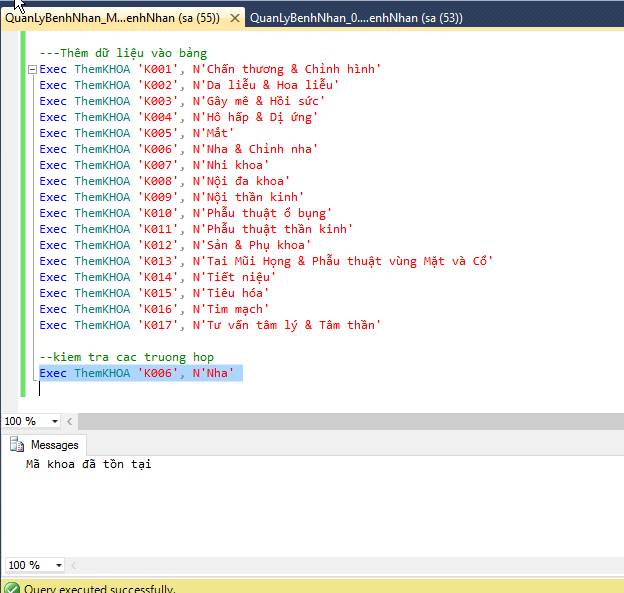 QuanLyBenhNhan_M...enhNhan (sa (55)) ✕ QuanLyBenhNhan_0....enhNhan (sa (53))
---Thêm dữ liệu vào bảng
Exec ThemKHOA 'K001', N'Chấn thương & Chỉnh hình'
Exec ThemKHOA 'K002', N'Da liễu & Hoa liễu'
Exec ThemKHOA 'K003', N'Gây mê & Hồi sức'
Exec ThemKHOA 'K004', N'Hô hấp & Dị ứng'
Exec ThemKHOA 'K005', N'Mắt'
Exec ThemKHOA 'K006', N'Nha & Chỉnh nha'
Exec ThemKHOA 'K007', N'Nhi khoa'
Exec ThemKHOA 'K008', N'Nội đa khoa'
Exec ThemKHOA 'K009', N'Nội thần kinh'
Exec ThemKHOA 'K010', N'Phẫu thuật ổ bụng'
Exec ThemKHOA 'K011', N'Phẫu thuật thần kinh'
Exec ThemKHOA 'K012', N'Sản & Phụ khoa'
Exec ThemKHOA 'K013', N'Tai Mũi Họng & Phẫu thuật vùng Mặt và Cổ'
Exec ThemKHOA 'K014', N'Tiết niệu'
Exec ThemKHOA 'K015', N'Tiêu hóa'
Exec ThemKHOA 'K016', N'Tim mạch'
Exec ThemKHOA 'K017', N'Tư vấn tâm lý & Tâm thần'
--kiem tra cac truong hop
Exec ThemKHOA 'K006', N'Nha'
100 %
Messages
Mã khoa đã tồn tại
100 %
Query executed successfully.